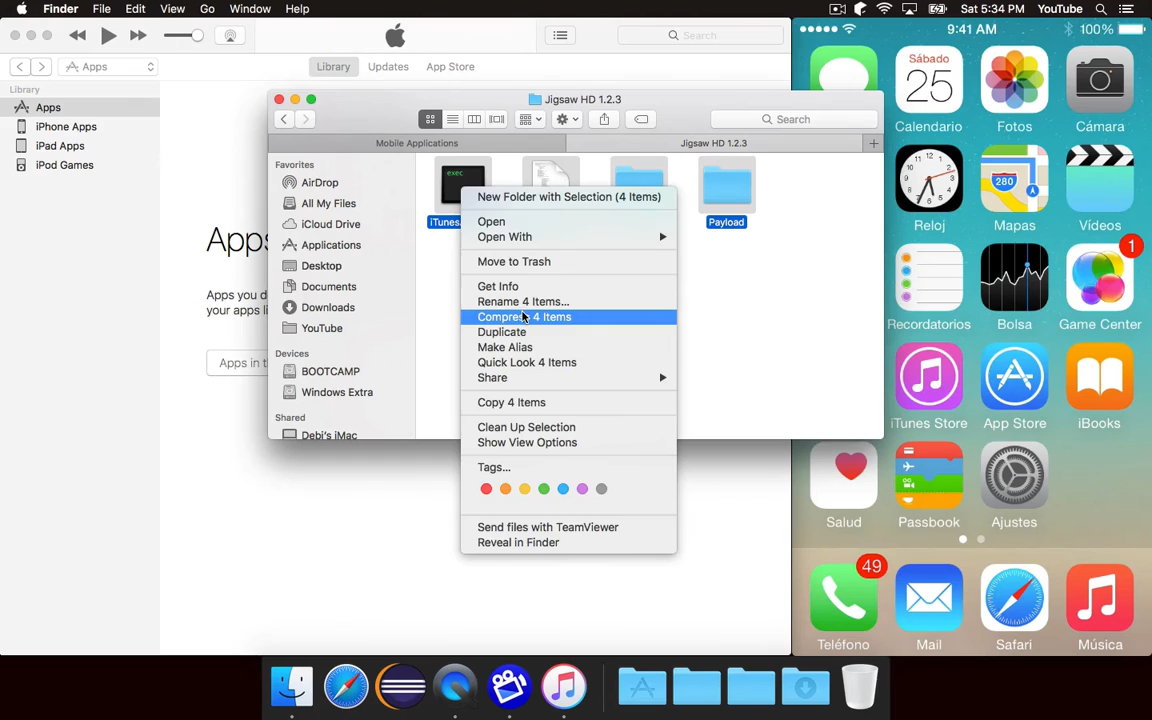 Finder File Edit View Go Window Help
Sat 5:34 PM YouTube
Search
Apps
Library Updates App Store
Library
Apps
iPhone Apps
iPad Apps
iPod Games
Apps you d
your apps li
Apps in t
Jigsaw HD 1.2.3
Search
Mobile Applications
Jigsaw HD 1.2.3
Favorites
AirDrop
All My Files
iCloud Drive
Applications
Desktop
Documents
Downloads
YouTube
Devices
BOOTCAMP
Windows Extra
Shared
Debi's iMac
exec
iTunes
Payload
New Folder with Selection (4 Items)
Open
Open With
Move to Trash
Get Info
Rename 4 Items...
Compress 4 Items
Duplicate
Make Alias
Quick Look 4 Items
Share
Copy 4 Items
Clean Up Selection
Show View Options
Tags...
Send files with TeamViewer
Reveal in Finder
9:41 AM
100%
Sábado
25
280
Calendario Fotos Cámara
Reloj Mapas Vídeos
1
Recordatorios Bolsa Game Center
iTunes Store App Store iBooks
Salud Passbook Ajustes
49
Teléfono Mail Safari Música